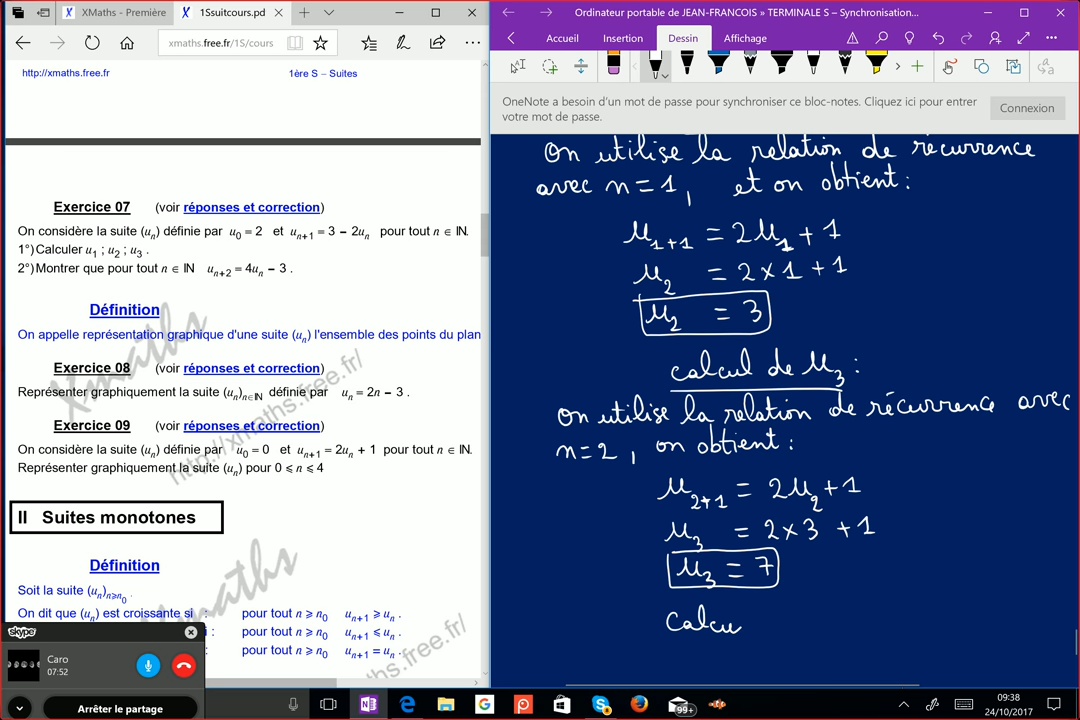 XMaths - Première
1Ssuitcours.pd
xmaths.free.fr/1S/cours
http://xmaths.free.fr
1ère S – Suites
Exercice 07 (voir réponses et correction)
On considère la suite (un) définie par u0 = 2 et un+1 = 3 – 2un pour tout n ∈ IN.
1°) Calculer u1 ; u2 ; u3 .
2°) Montrer que pour tout n ∈ IN un+2 = 4un – 3 .
Définition
On appelle représentation graphique d'une suite (un) l'ensemble des points du plan
Exercice 08 (voir réponses et correction)
Représenter graphiquement la suite (un)n∈IN définie par un = 2n – 3 .
Exercice 09 (voir réponses et correction)
On considère la suite (un) définie par u0 = 0 et un+1 = 2un + 1 pour tout n ∈ IN.
Représenter graphiquement la suite (un) pour 0 ⩽ n ⩽ 4
II Suites monotones
Définition
Soit la suite (un)n⩾n0 .
On dit que (un) est croissante si : pour tout n ⩾ n0 un+1 ⩾ un .
i : pour tout n ⩾ n0 un+1 ⩽ un .
: pour tout n ⩾ n0 un+1 = un .
Xmaths
http://xmaths.free.fr/
maths
maths.free.fr/
skype
Caro
07:52
Arrêter le partage
Ordinateur portable de JEAN-FRANCOIS » TERMINALE S – Synchronisation...
Accueil Insertion Dessin Affichage
OneNote a besoin d'un mot de passe pour synchroniser ce bloc-notes. Cliquez ici pour entrer
votre mot de passe.
Connexion
On utilise la relation de récurrence
avec n=1, et on obtient :
u1+1 = 2u1 + 1
u2 = 2 × 1 + 1
u2 = 3
calcul de u3 :
On utilise la relation de récurrence avec
n=2, on obtient :
u2+1 = 2u2 + 1
u3 = 2 × 3 + 1
u3 = 7
calcu
99+
09:38
24/10/2017